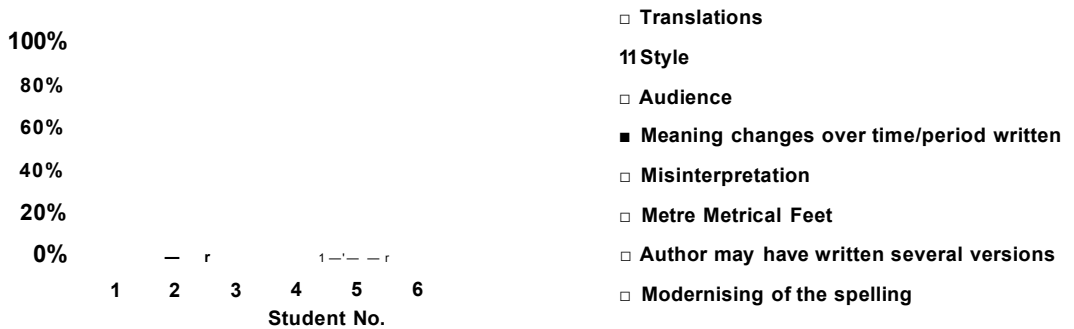 100%
80%
60%
40%
20%
0%
— r 1 —'— — r
1 2 3 4 5 6
Student No.
□ Translations
11 Style
□ Audience
■ Meaning changes over time/period written
□ Misinterpretation
□ Metre Metrical Feet
□ Author may have written several versions
□ Modernising of the spelling